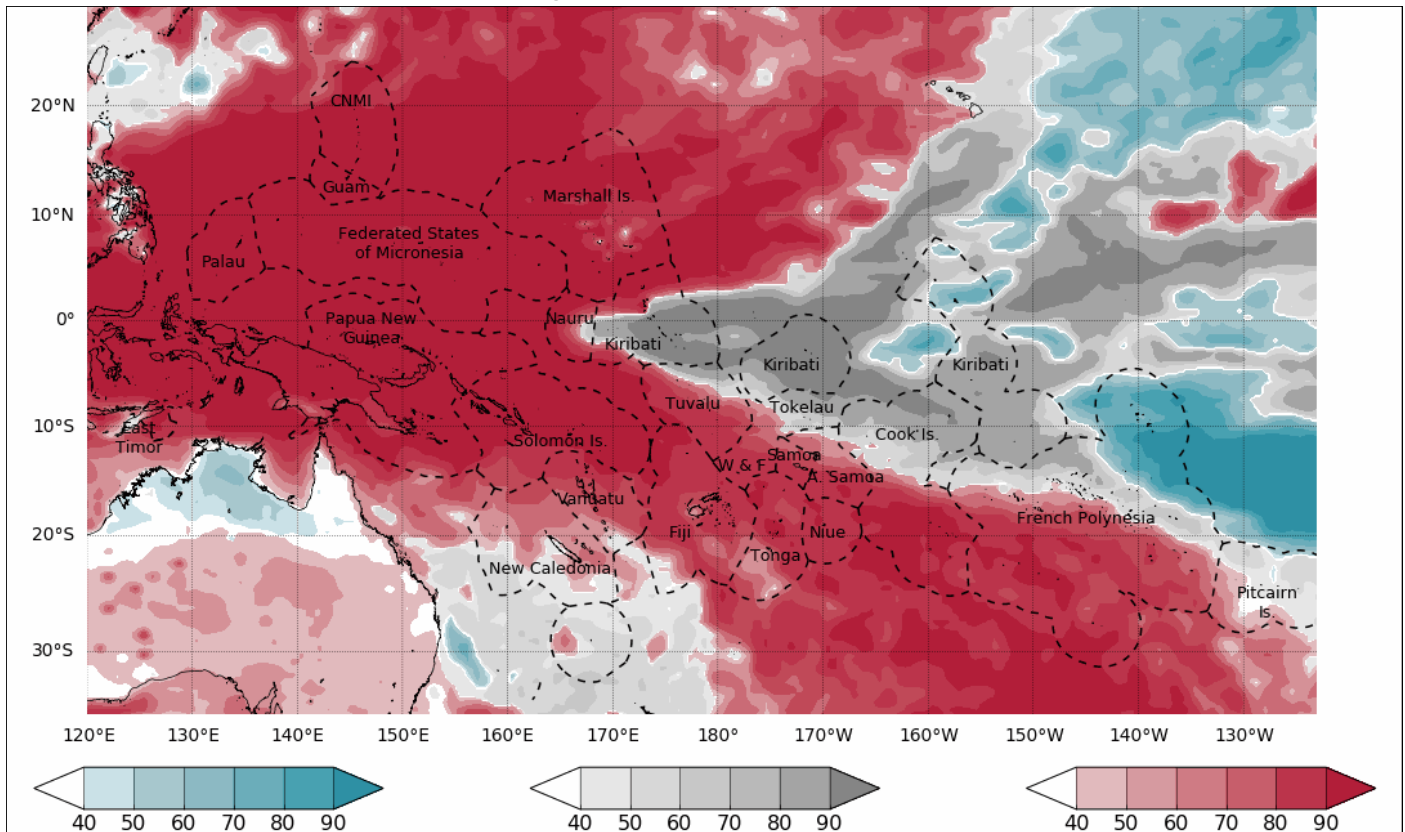 20°N
CNMI
Guam
Marshall Is.
10°N
Federated States
of Micronesia
Palau
0°
Papua New
Guinea
Nauru
Kiribati
Kiribati
Kiribati
Tuvalu
Tokelau
10°S
East
Timor
Solomon Is.
Cook Is.
Samoa
W & F
A. Samoa
Vanuatu
French Polynesia
20°S
Fiji
Niue
Tonga
New Caledonia
Pitcairn
Is.
30°S
120°E 130°E 140°E 150°E 160°E 170°E 180° 170°W 160°W 150°W 140°W 130°W
40 50 60 70 80 90
40 50 60 70 80 90
40 50 60 70 80 90